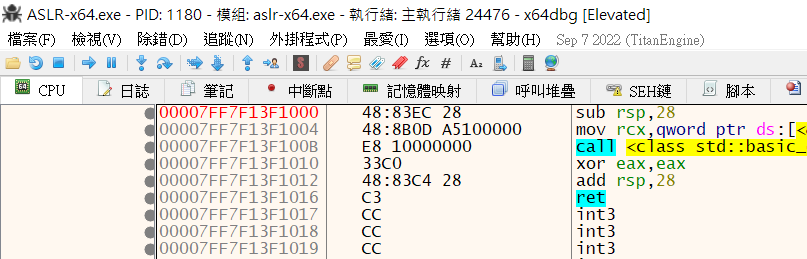 ASLR-x64.exe - PID: 1180 - 模組: aslr-x64.exe - 執行緒: 主執行緒 24476 - x64dbg [Elevated]
檔案(F) 檢視(V) 除錯(D) 追蹤(N) 外掛程式(P) 最愛(I) 選項(O) 幫助(H) Sep 7 2022 (TitanEngine)
CPU 日誌 筆記 中斷點 記憶體映射 呼叫堆疊 SEH鏈 腳本
00007FF7F13F1000 48:83EC 28 sub rsp,28
00007FF7F13F1004 48:8B0D A5100000 mov rcx,qword ptr ds:[<
00007FF7F13F100B E8 10000000 call <class std::basic_
00007FF7F13F1010 33C0 xor eax,eax
00007FF7F13F1012 48:83C4 28 add rsp,28
00007FF7F13F1016 C3 ret
00007FF7F13F1017 CC int3
00007FF7F13F1018 CC int3
00007FF7F13F1019 CC int3